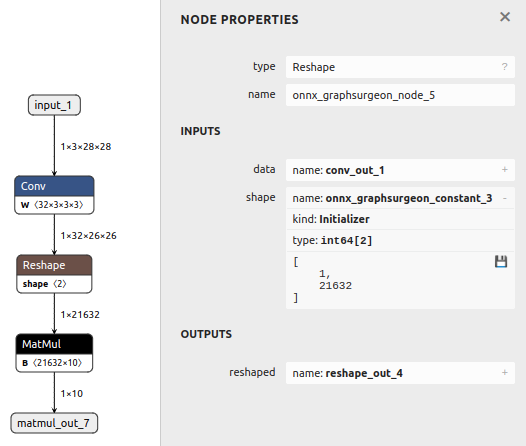 input_1
1×3×28×28
Conv
W ⟨32×3×3×3⟩
1×32×26×26
Reshape
shape ⟨2⟩
1×21632
MatMul
B ⟨21632×10⟩
1×10
matmul_out_7
NODE PROPERTIES
×
type Reshape ?
name onnx_graphsurgeon_node_5
INPUTS
data name: conv_out_1 +
shape name: onnx_graphsurgeon_constant_3 -
kind: Initializer
type: int64[2]
[
1,
21632
]
OUTPUTS
reshaped name: reshape_out_4 +